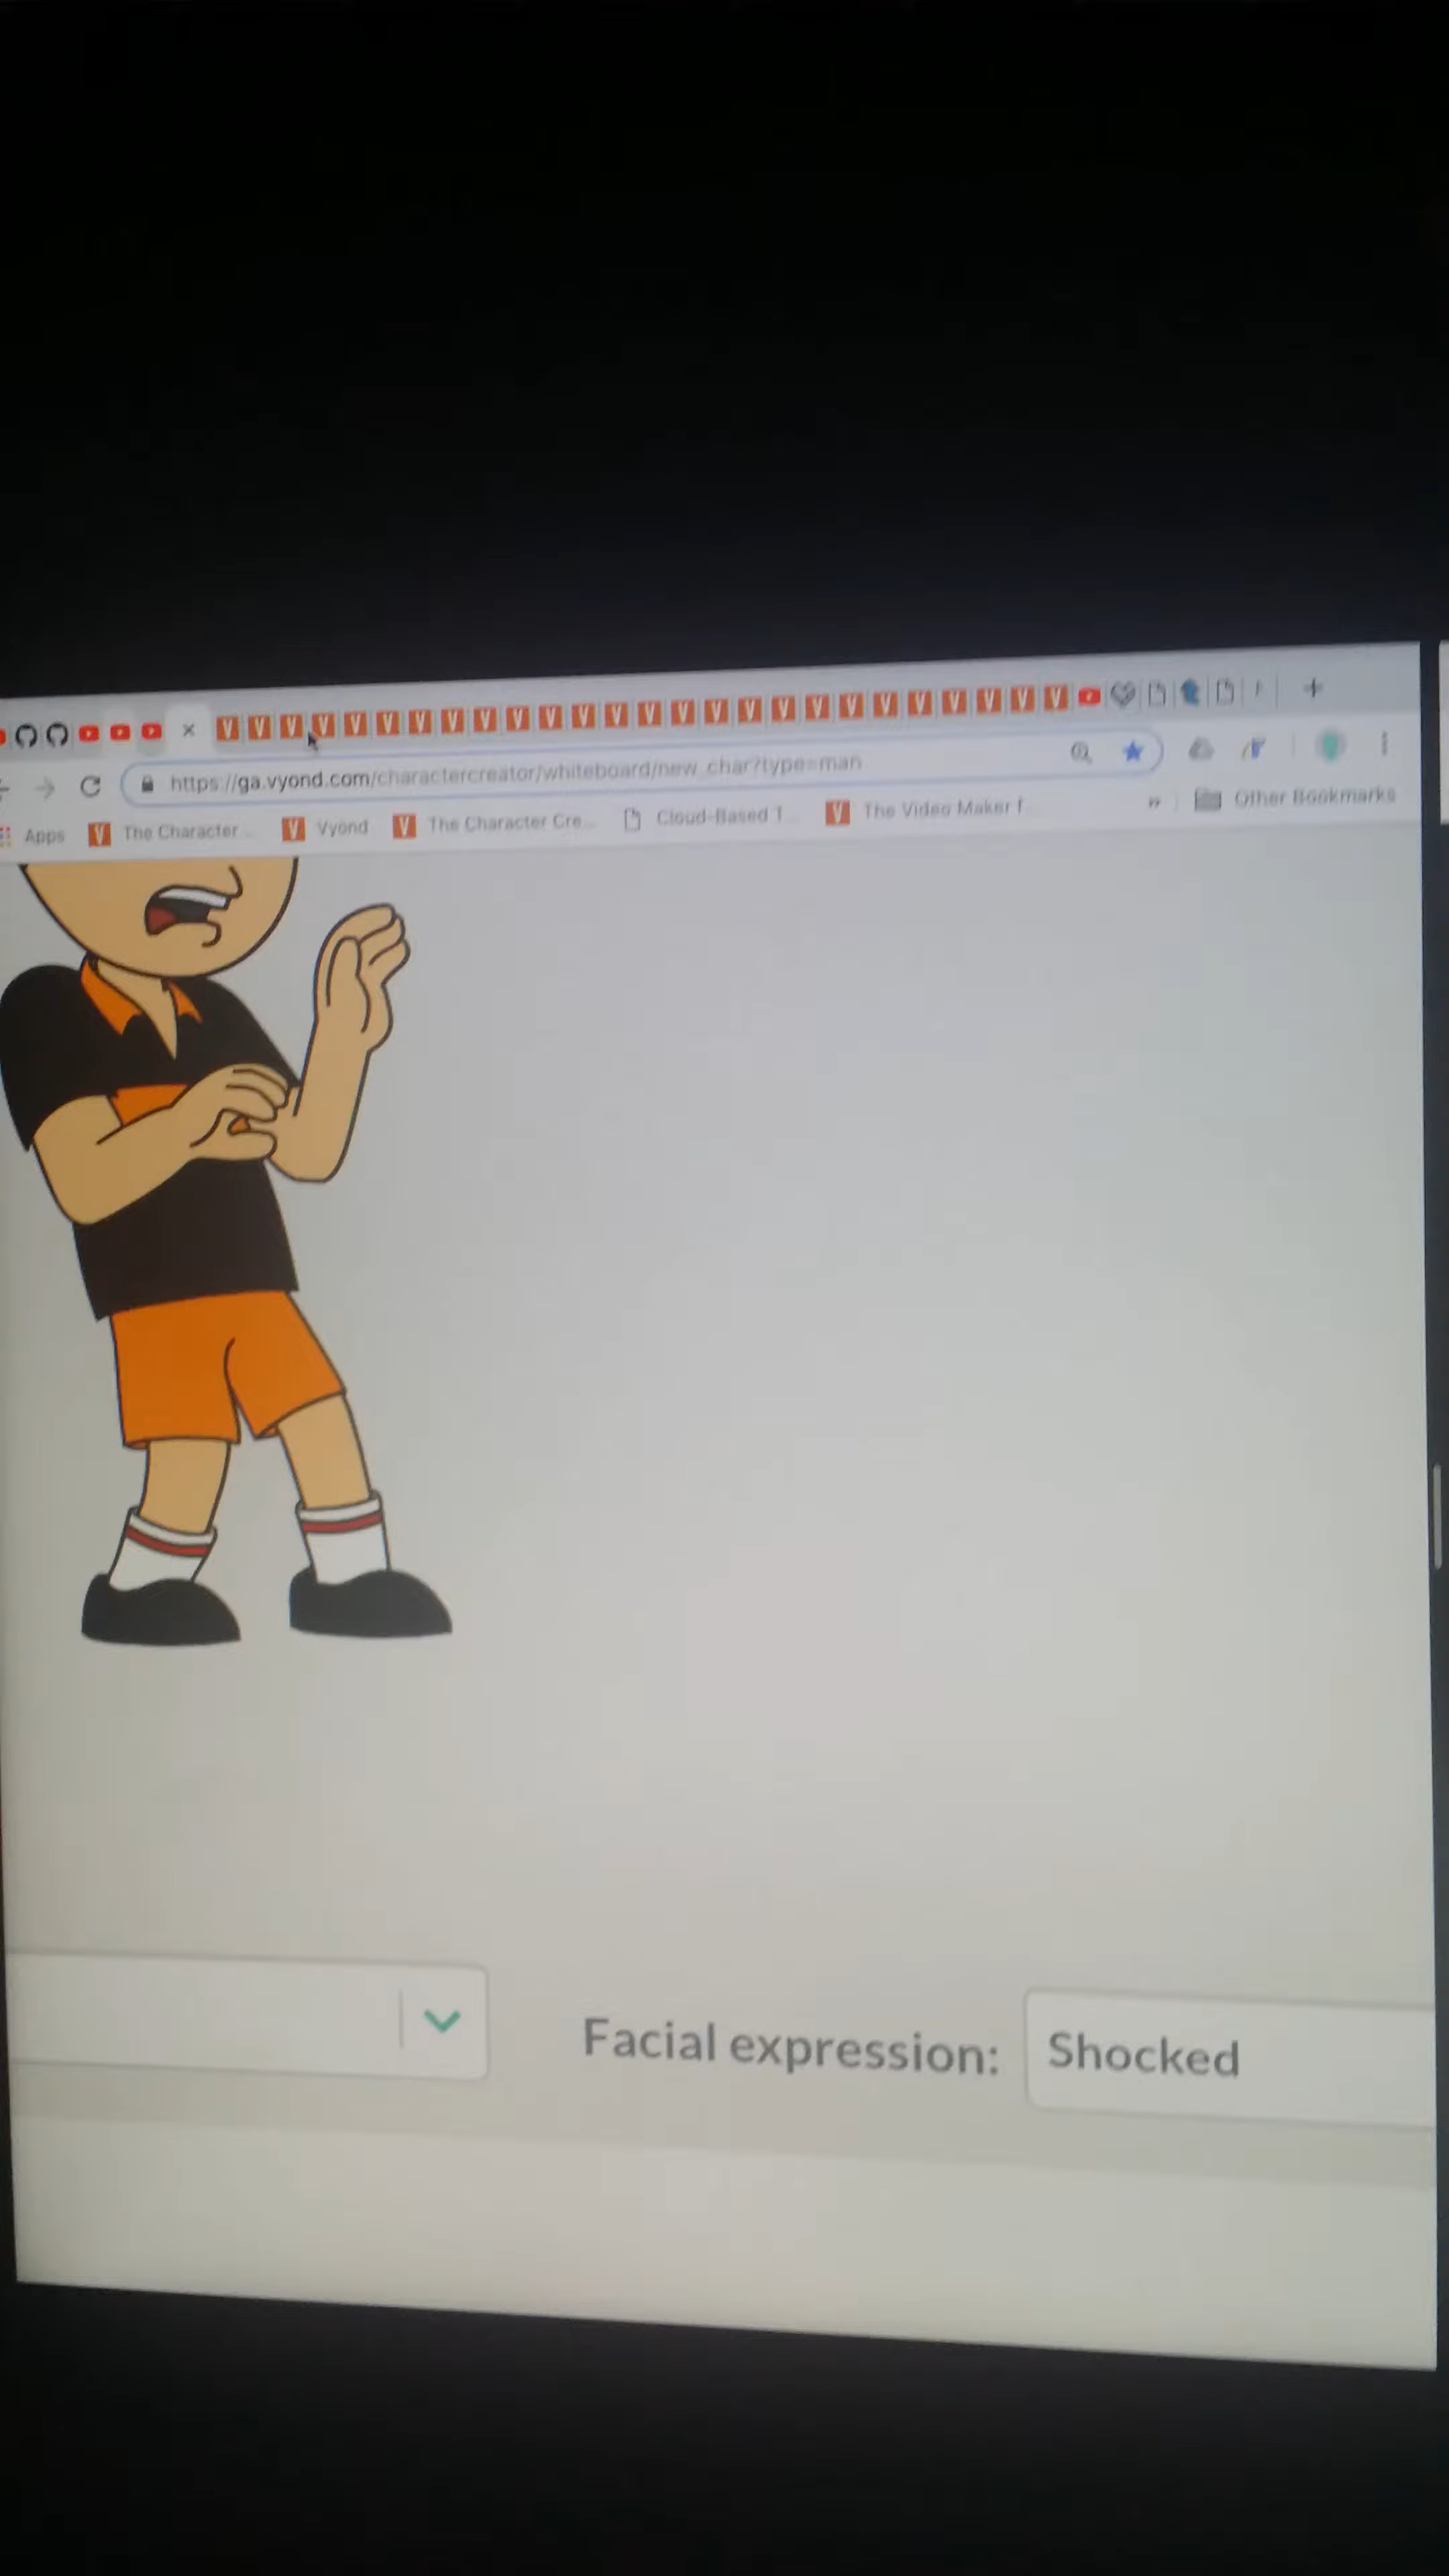 https://ga.vyond.com/charactercreator/whiteboard/new_char?type=man
Apps The Character ... Vyond The Character Cre... Cloud-Based T... The Video Maker f... » Other Bookmarks
Facial expression: Shocked